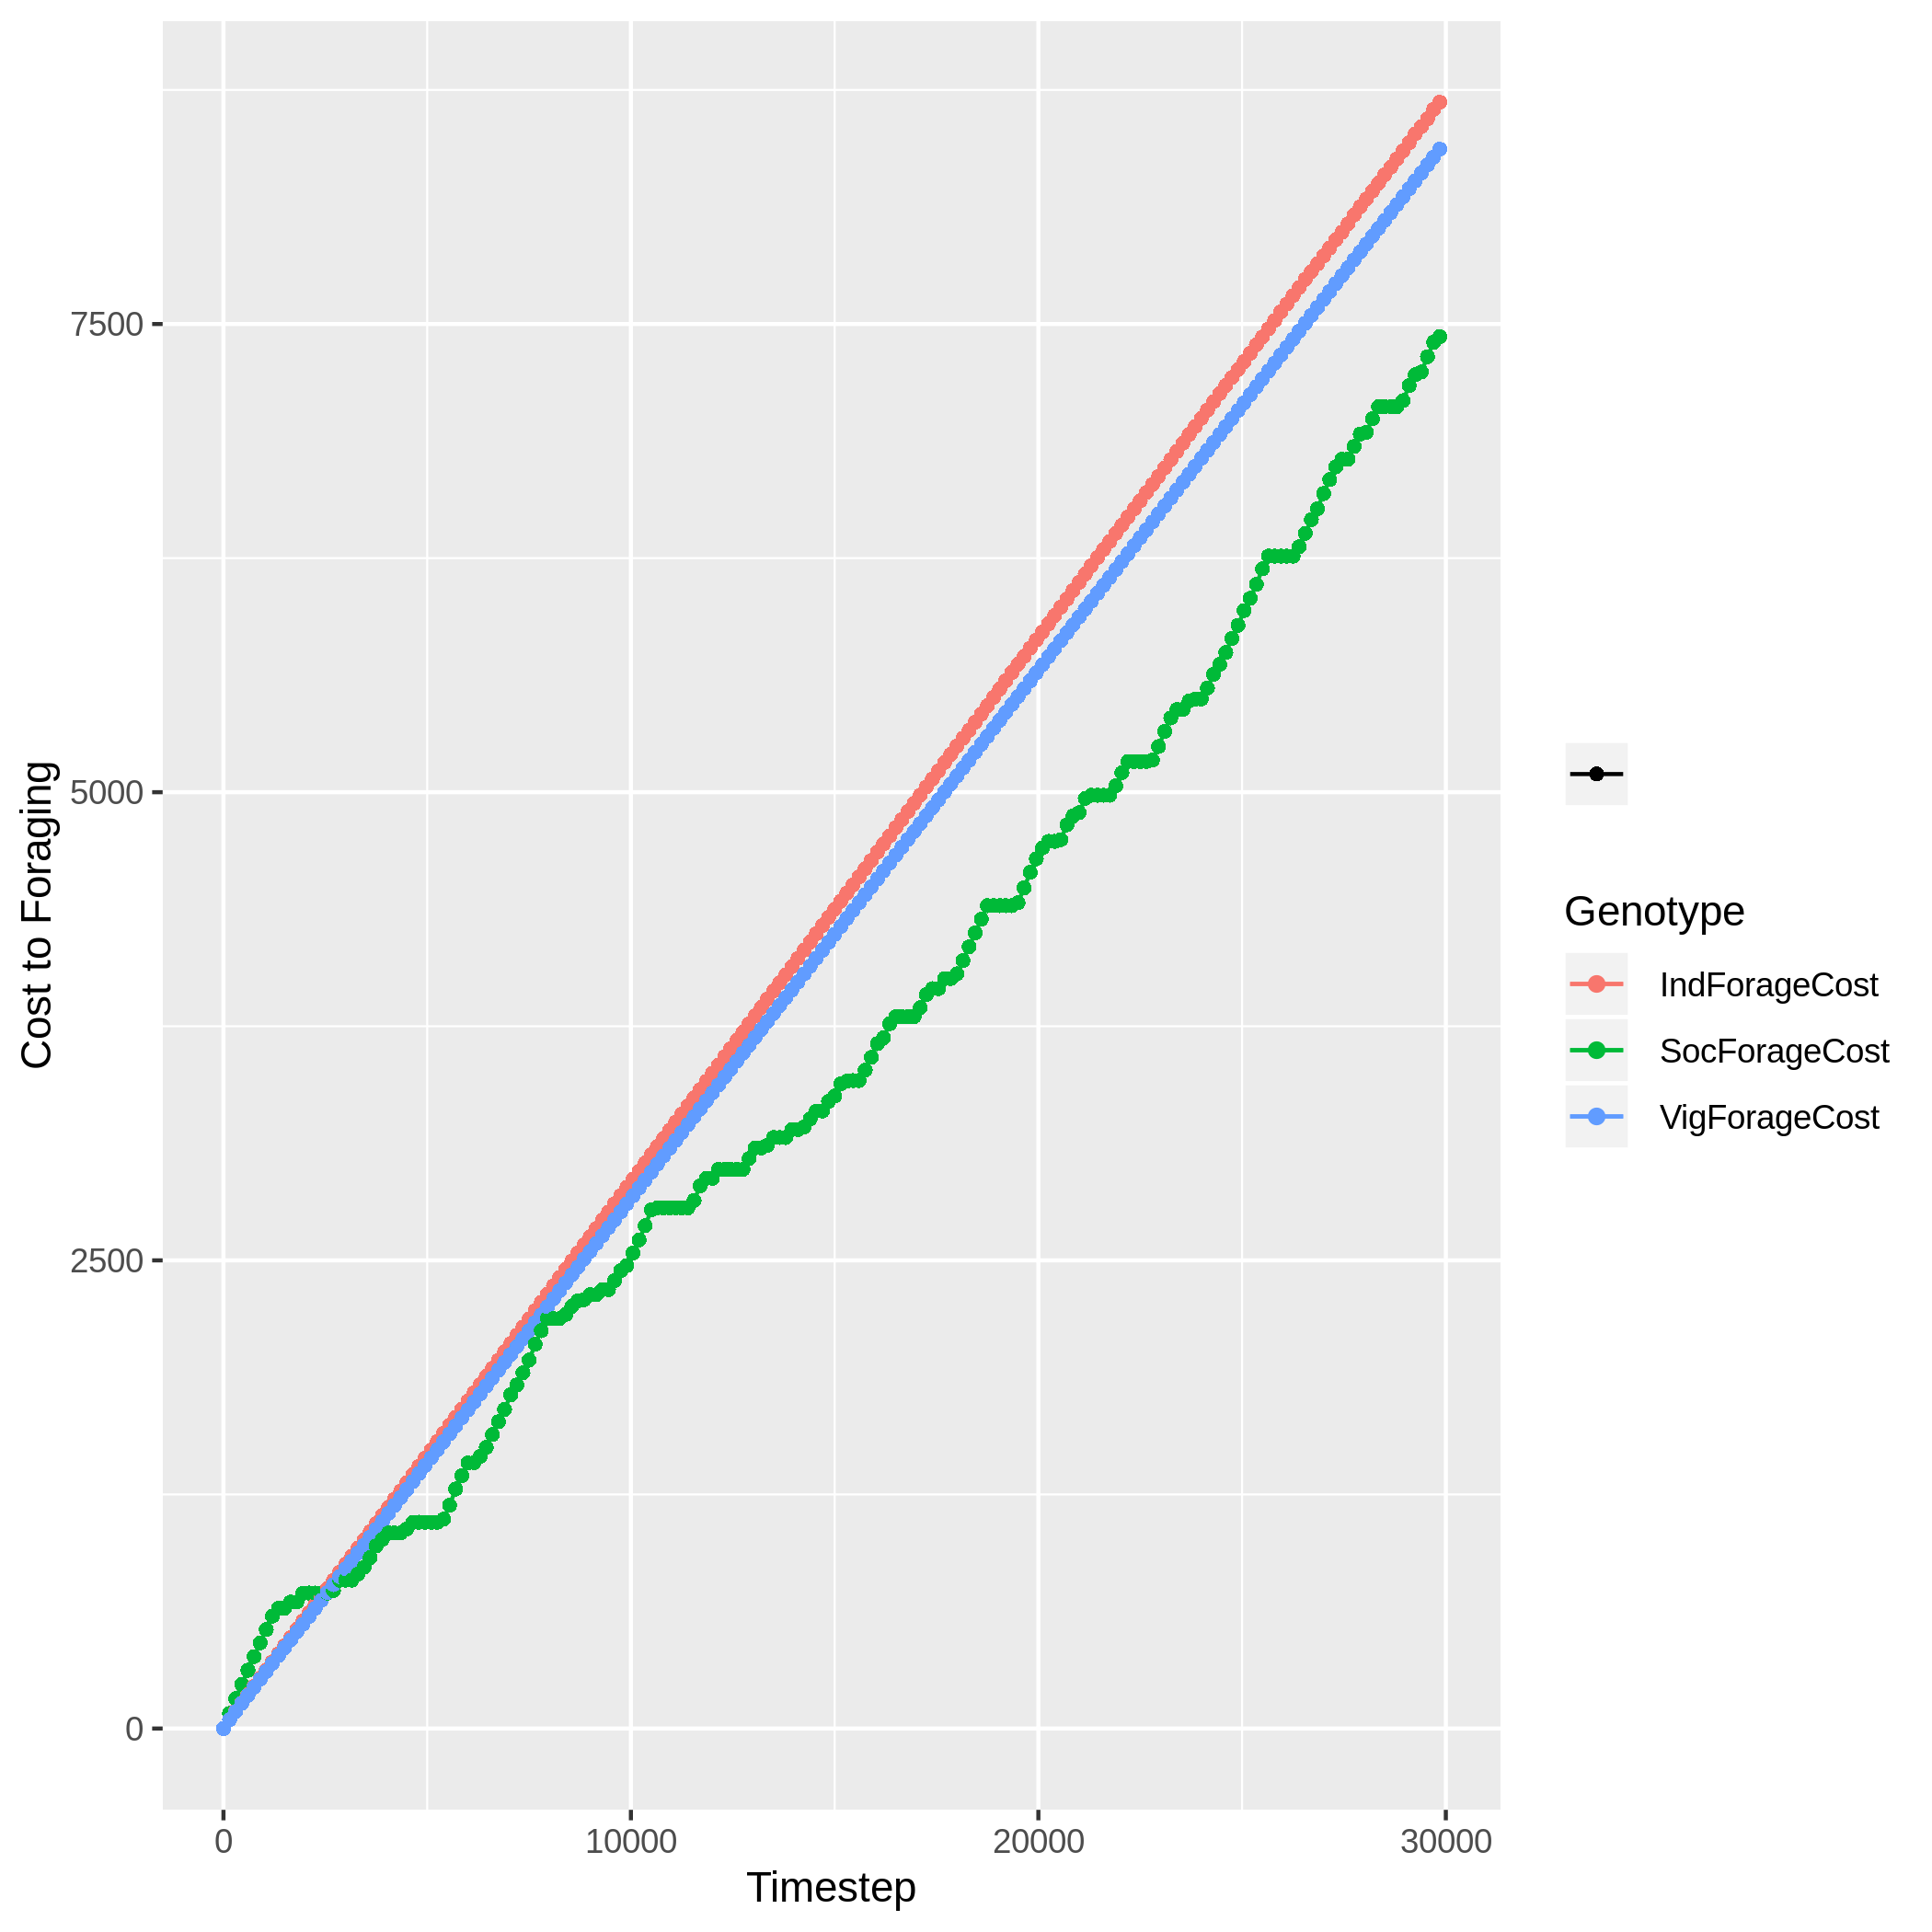 7500
5000
2500
0
Cost to Foraging
0 10000 20000 30000
Timestep
Genotype
IndForageCost
SocForageCost
VigForageCost